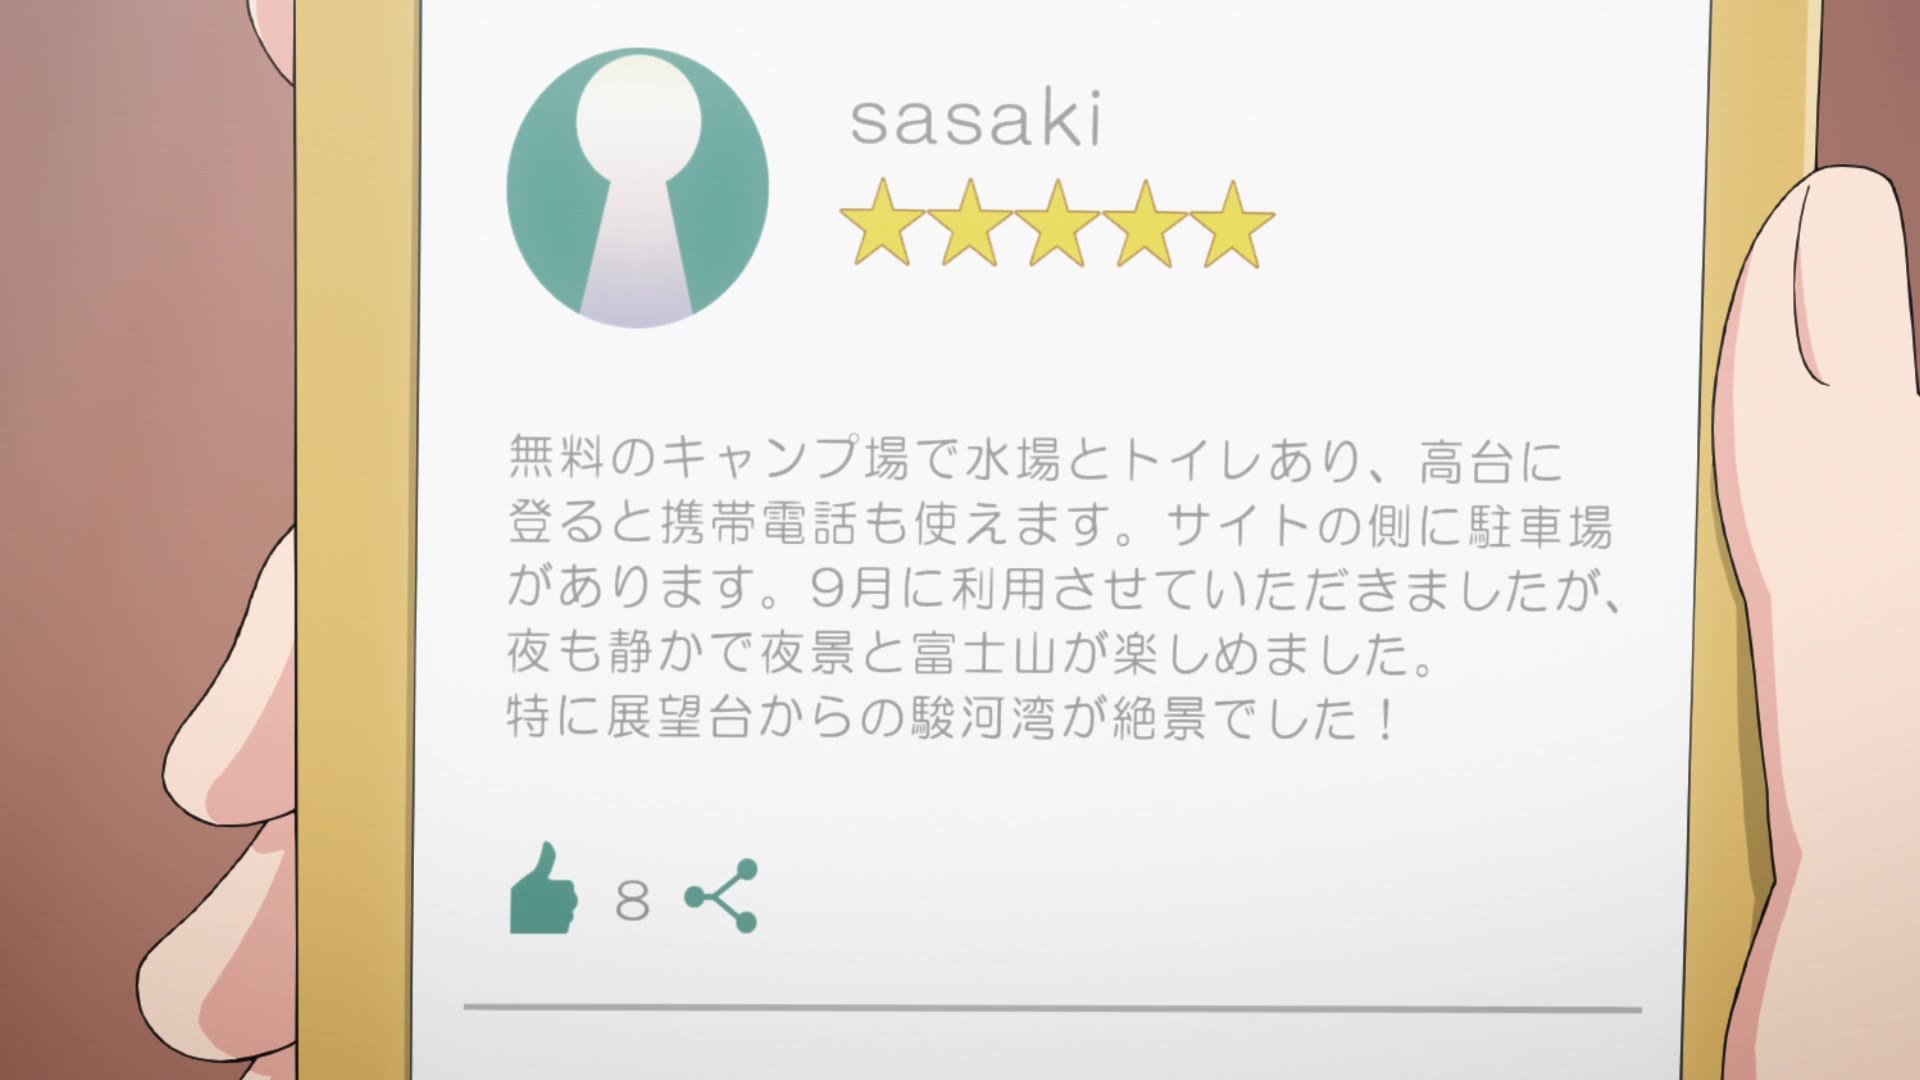 sasaki
無料のキャンプ場で水場とトイレあり、高台に
登ると携帯電話も使えます。サイトの側に駐車場
があります。9月に利用させていただきましたが、
夜も静かで夜景と富士山が楽しめました。
特に展望台からの駿河湾が絶景でした！
8